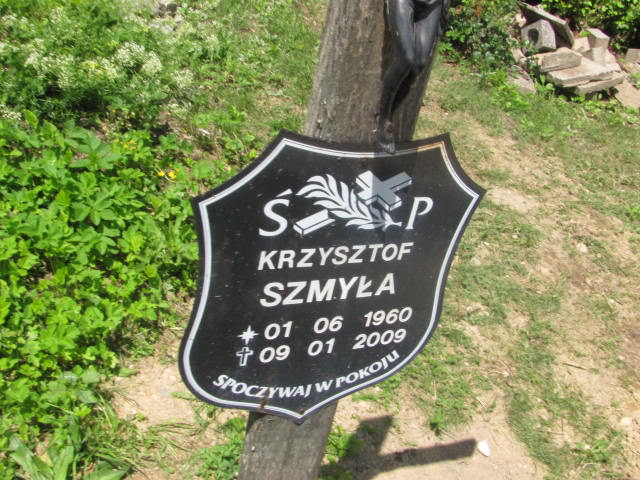 Ś P
KRZYSZTOF
SZMYŁA
01 06 1960
09 01 2009
SPOCZYWAJ W POKOJU